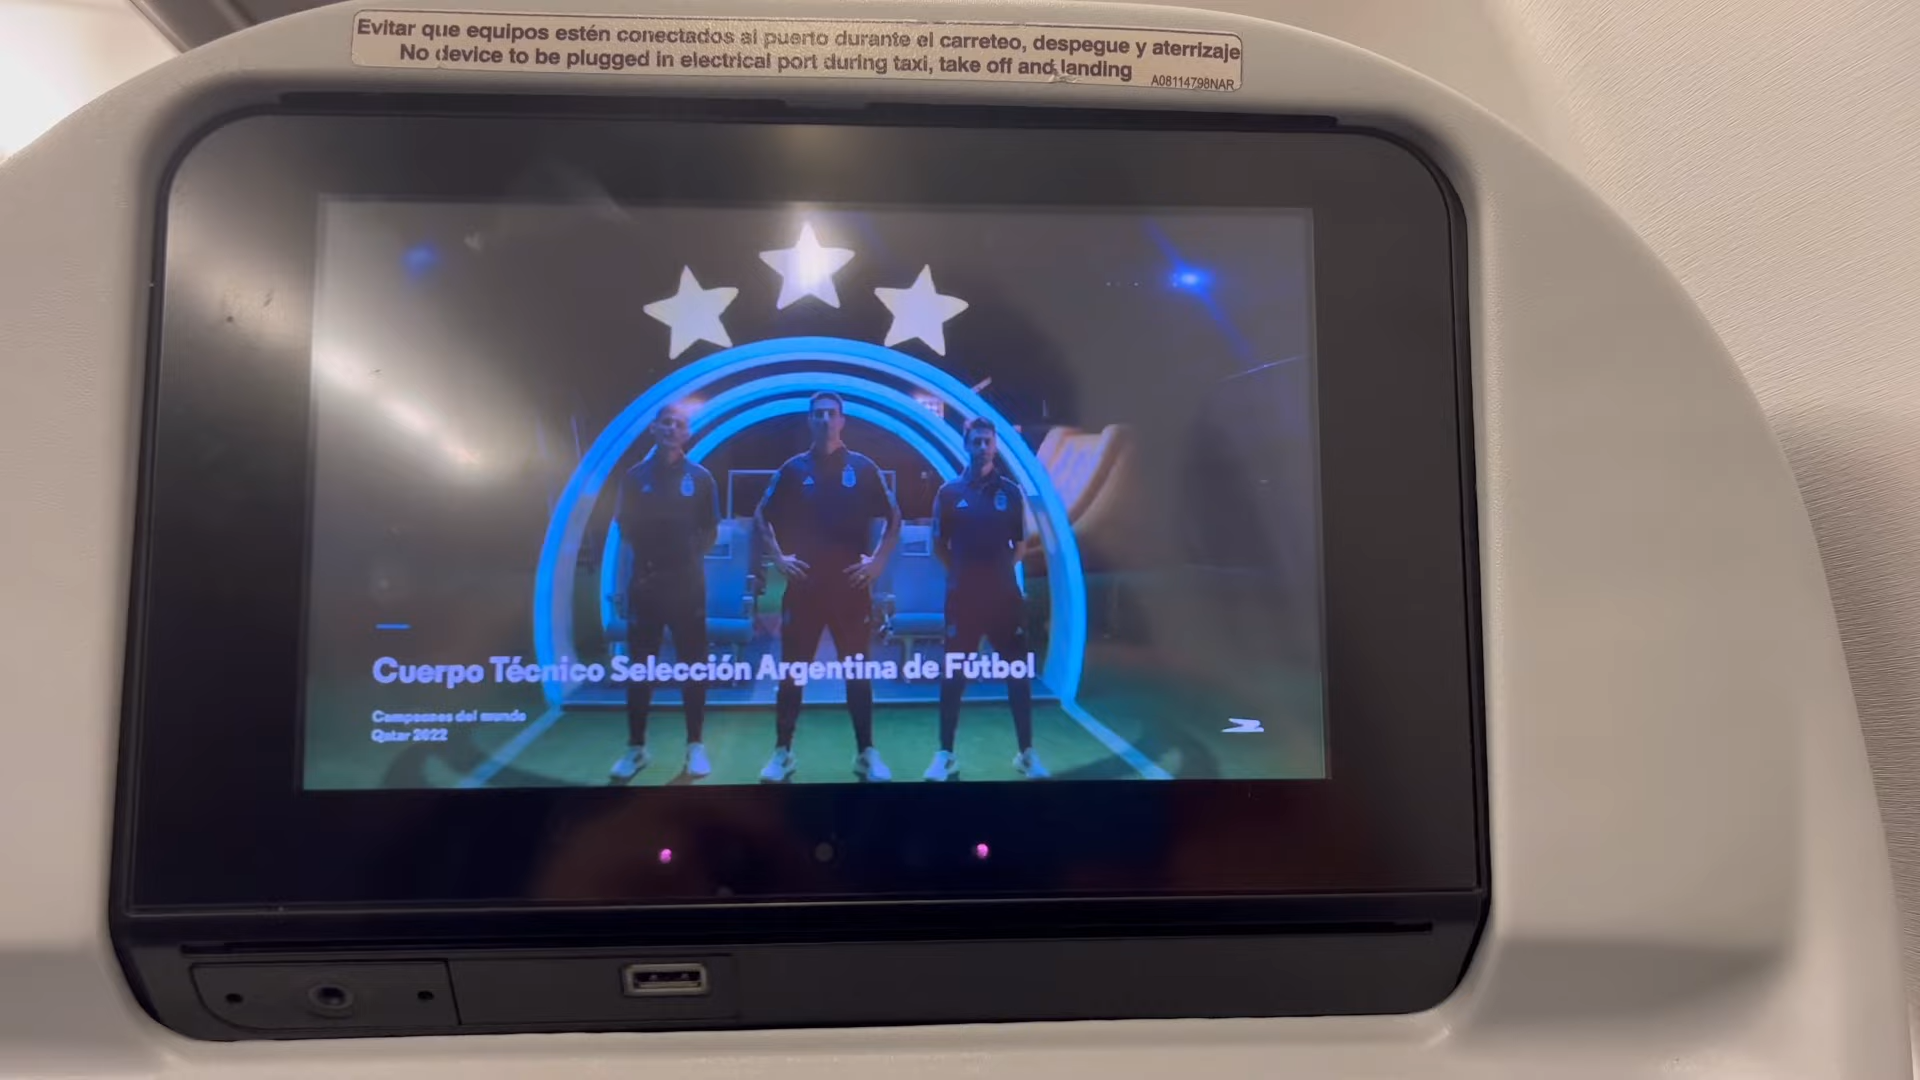 Evitar que equipos estén conectados al puerto durante el carreteo, despegue y aterrizaje
No device to be plugged in electrical port during taxi, take off and landing
A08114798NAR
Cuerpo Técnico Selección Argentina de Fútbol
Campeones del mundo
Qatar 2022